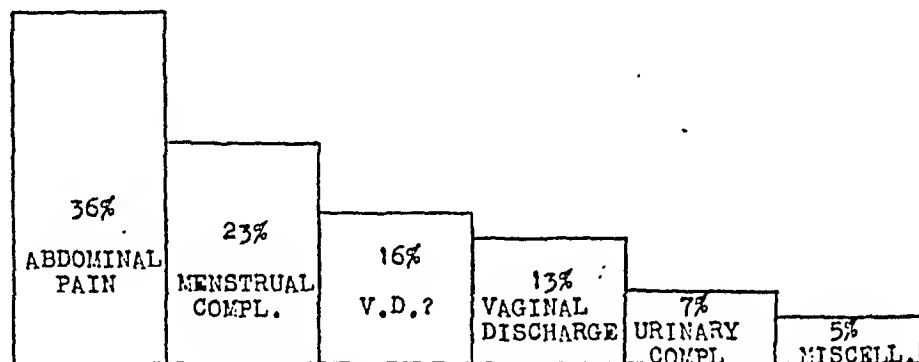 36%
ABDOMINAL
PAIN
23%
MENSTRUAL
COMPL.
16%
V.D.?
13%
VAGINAL
DISCHARGE
7%
URINARY
COMPL
5%
MISCELL.